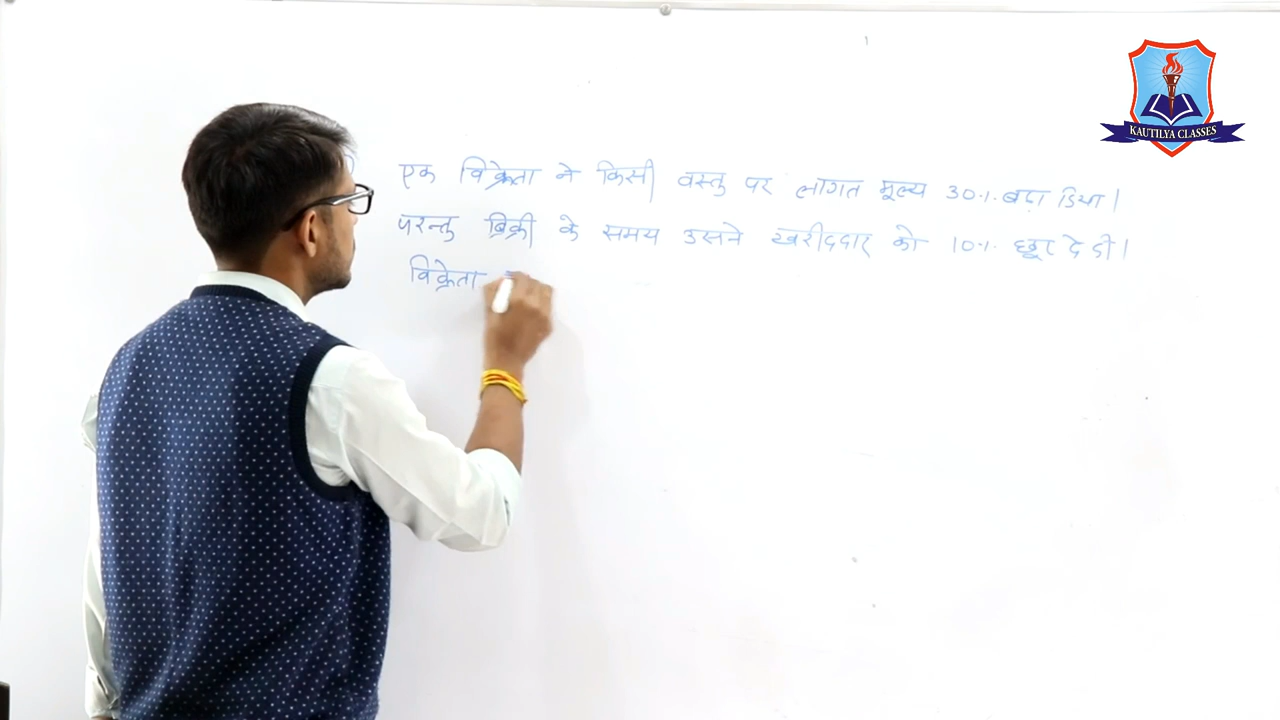 एक विक्रेता ने किसी वस्तु पर लागत मूल्य 30% बढ़ा दिया।
परन्तु बिक्री के समय उसने खरीददार को 10% छूट दे दी।
विक्रेता
KAUTILYA CLASSES